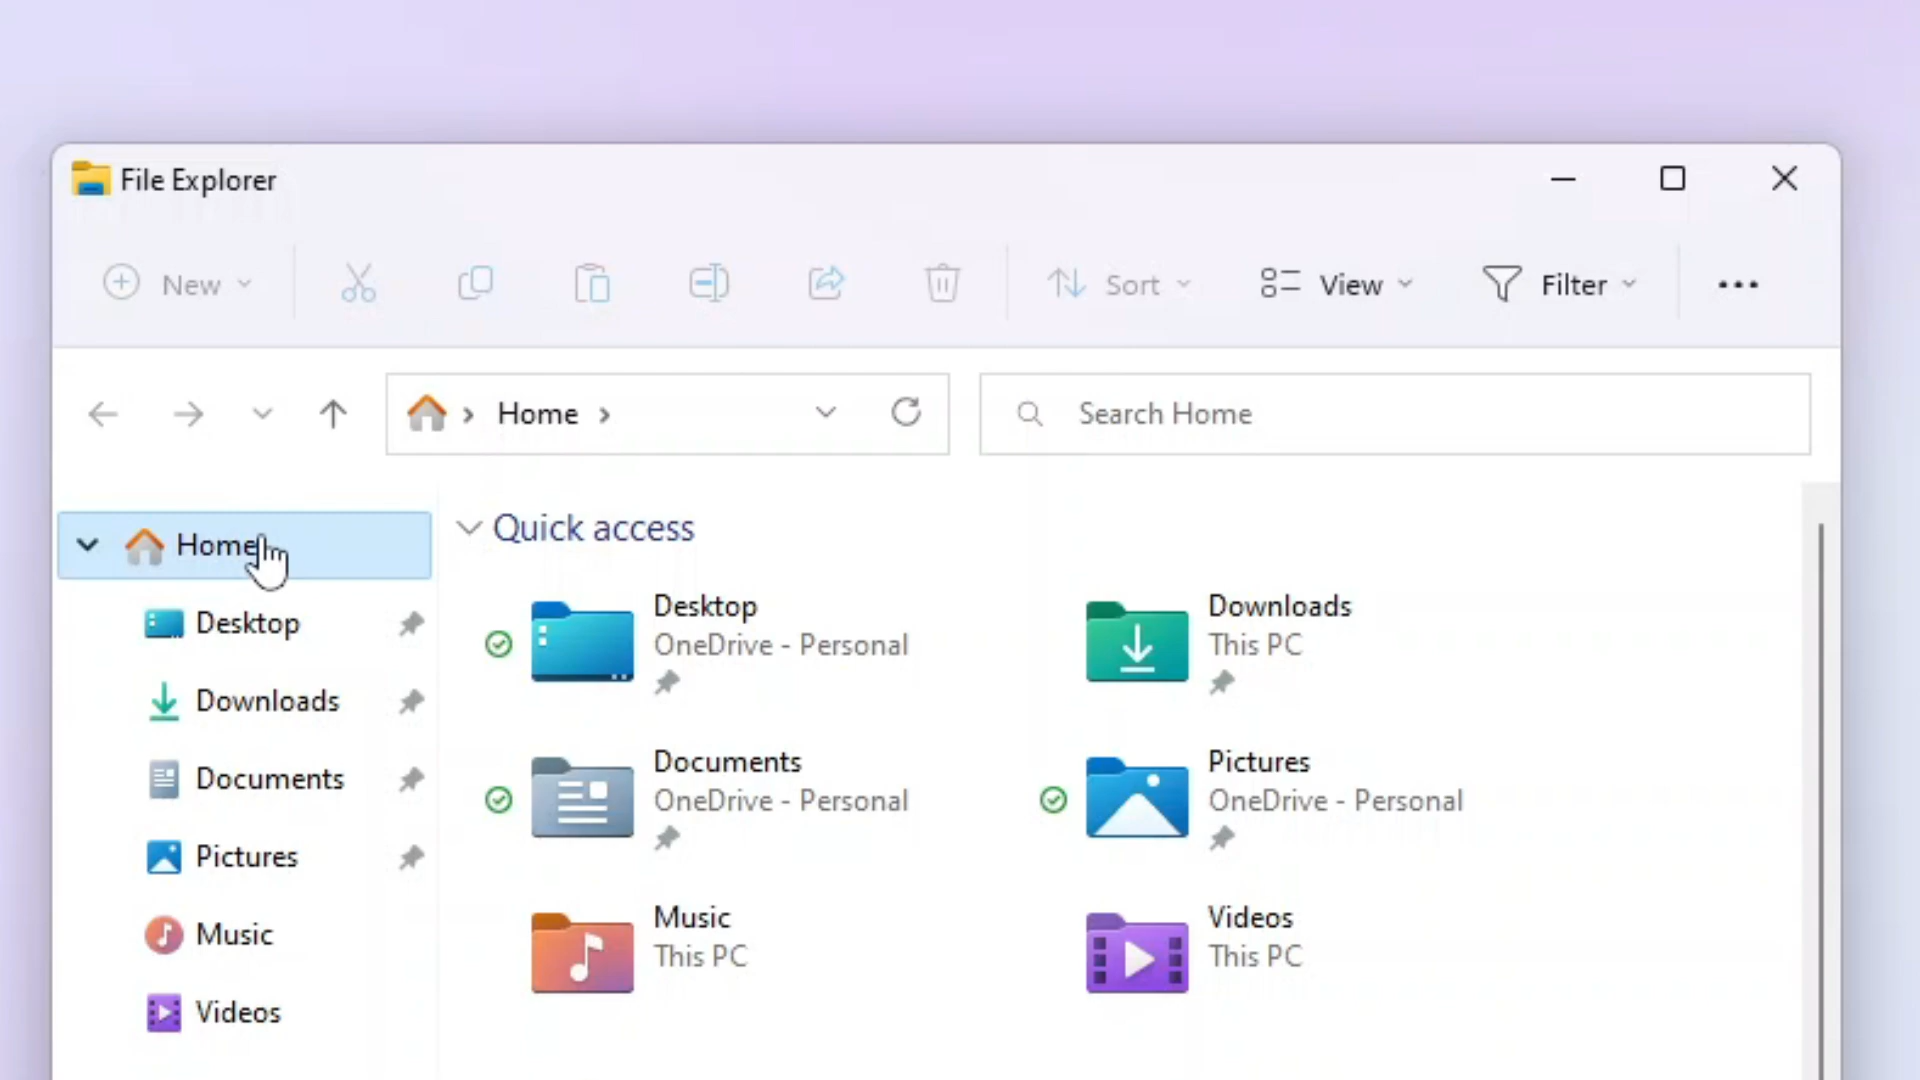 File Explorer
New Sort View Filter
Home Search Home
Home
Desktop
Downloads
Documents
Pictures
Music
Videos
Quick access
Desktop
OneDrive - Personal
Downloads
This PC
Documents
OneDrive - Personal
Pictures
OneDrive - Personal
Music
This PC
Videos
This PC